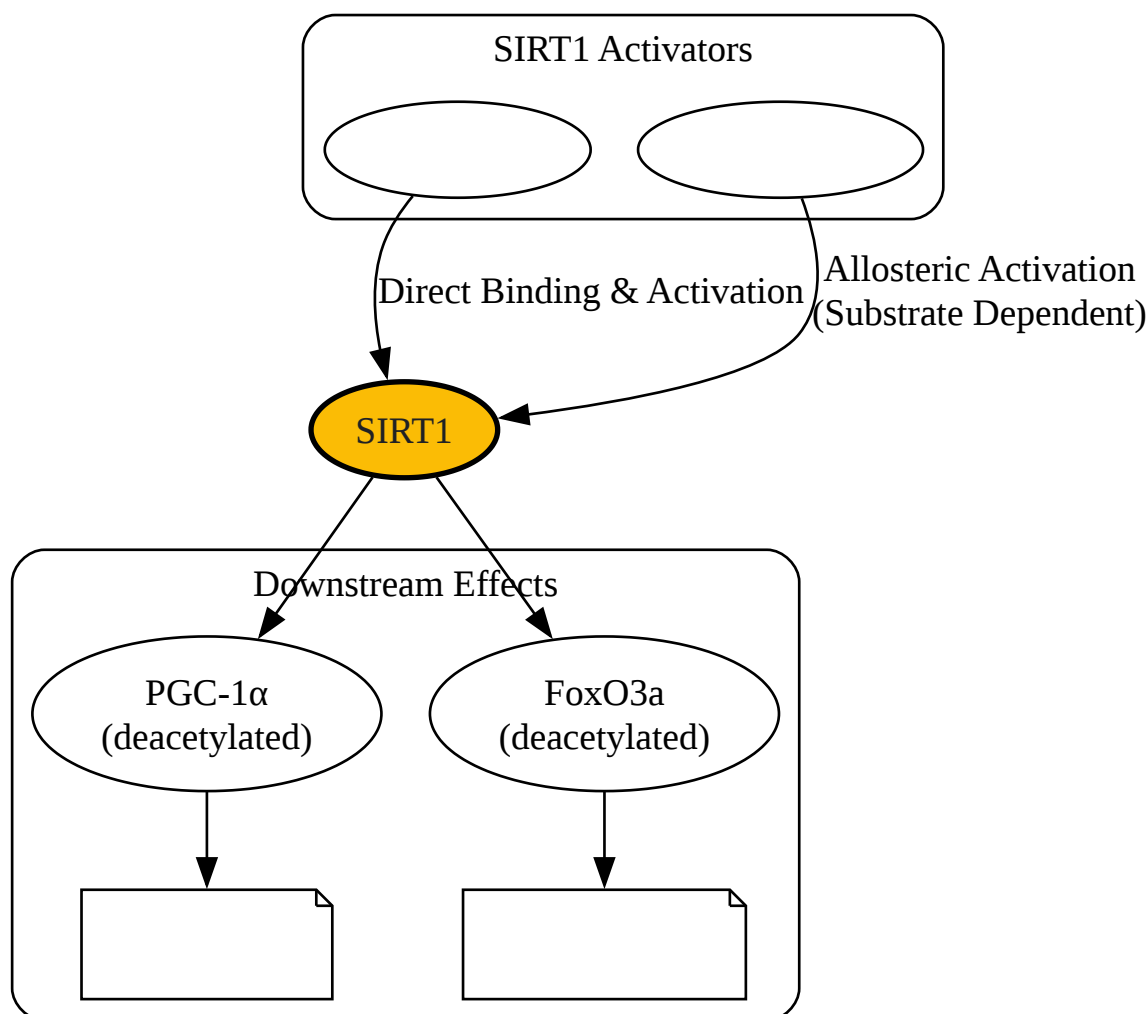 SIRT1 Activators
Direct Binding & Activation
Allosteric Activation
(Substrate Dependent)
SIRT1
Downstream Effects
PGC-1α
(deacetylated)
FoxO3a
(deacetylated)